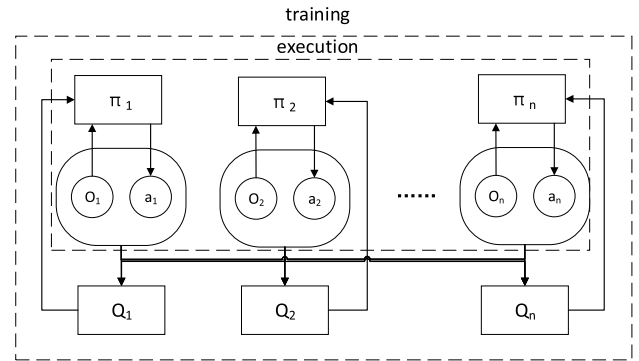 training
execution
π 1
π 2
π n
O1
a1
O2
a2
......
On
an
Q1
Q2
Qn